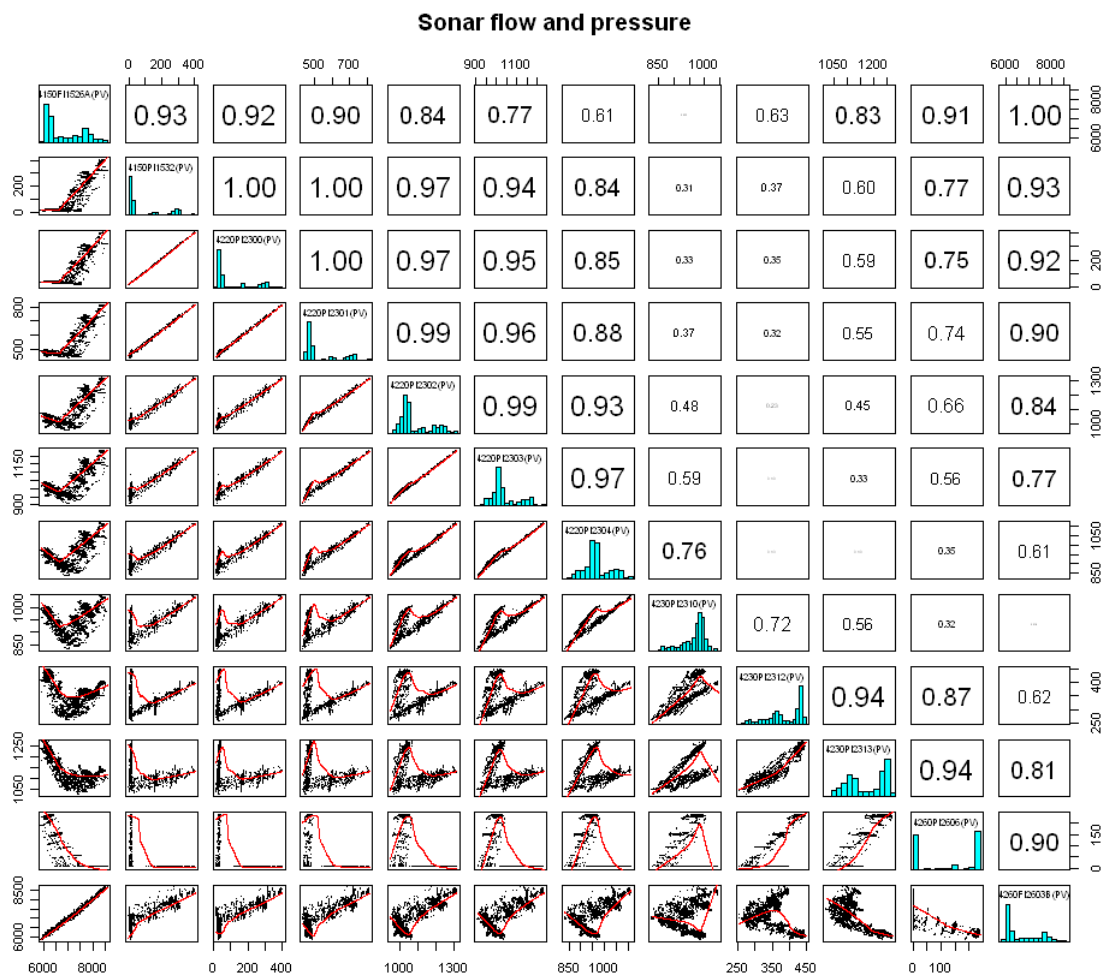 Sonar flow and pressure
0 200 400 500 700 900 1100 850 1000 1050 1200 6000 8000
4150FI1526A(PV) 0.93 0.92 0.90 0.84 0.77 0.61 0.63 0.83 0.91 1.00 6000 8000
0 200 4150PI1532(PV) 1.00 1.00 0.97 0.94 0.84 0.31 0.37 0.60 0.77 0.93
4220PI2300(PV) 1.00 0.97 0.95 0.85 0.33 0.35 0.59 0.75 0.92 0 200
500 800 4220PI2301(PV) 0.99 0.96 0.88 0.37 0.32 0.55 0.74 0.90
4220PI2302(PV) 0.99 0.93 0.48 0.45 0.66 0.84 1000 1300
900 1150 4220PI2303(PV) 0.97 0.59 0.33 0.56 0.77
4220PI2304(PV) 0.76 0.35 0.61 850 1050
850 1000 4230PI2310(PV) 0.72 0.56 0.32
4230PI2312(PV) 0.94 0.87 0.62 250 400
1050 1250 4230PI2313(PV) 0.94 0.81
4260PI2606(PV) 0.90 0 150
6000 8500 4260FI2603B(PV)
6000 8000 0 200 400 1000 1300 850 1000 250 350 450 0 100